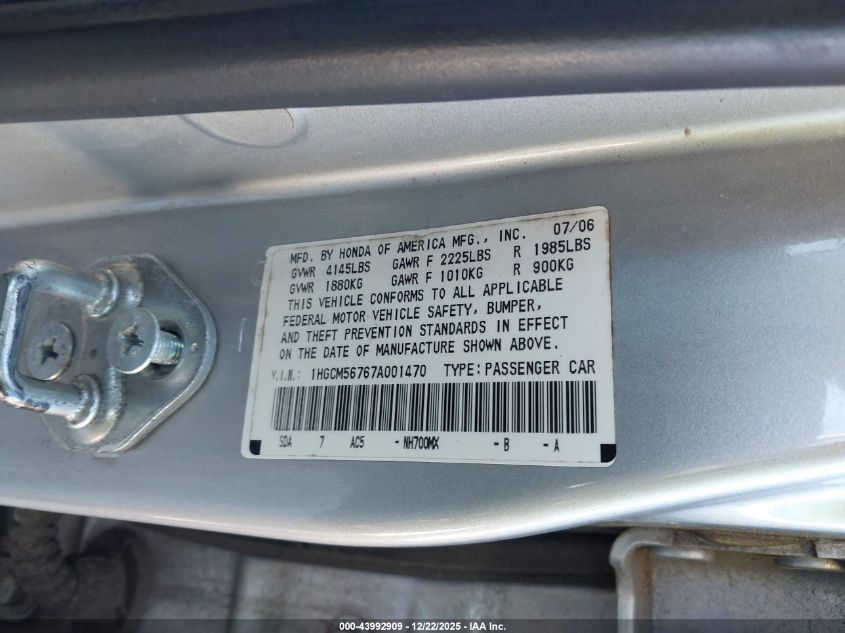 MFD. BY HONDA OF AMERICA MFG., INC. 07/06
GVWR 4145LBS GAWR F 2225LBS R 1985LBS
GVWR 1880KG GAWR F 1010KG R 900KG
THIS VEHICLE CONFORMS TO ALL APPLICABLE
FEDERAL MOTOR VEHICLE SAFETY, BUMPER,
AND THEFT PREVENTION STANDARDS IN EFFECT
ON THE DATE OF MANUFACTURE SHOWN ABOVE.
V.I.N.: 1HGCM56767A001470 TYPE: PASSENGER CAR
SDA 7 AC5 - NH700MX - B - A
000-43992909 | 12/22/2025 | IAA Inc.